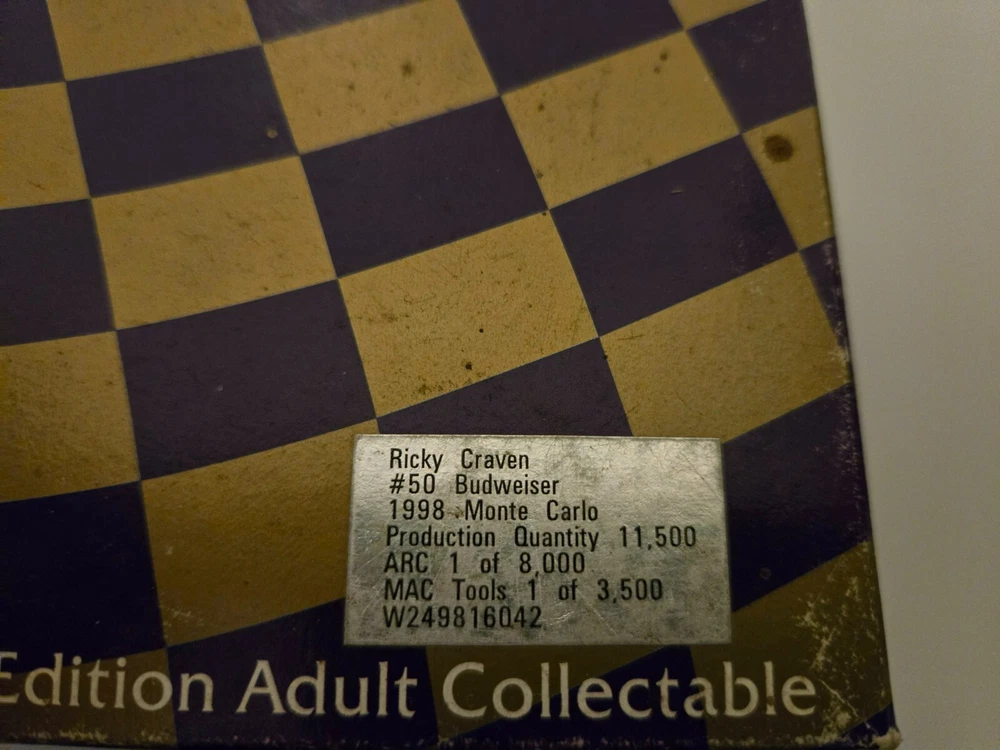 Ricky Craven
#50 Budweiser
1998 Monte Carlo
Production Quantity 11,500
ARC 1 of 8,000
MAC Tools 1 of 3,500
W249816042
Edition Adult Collectable